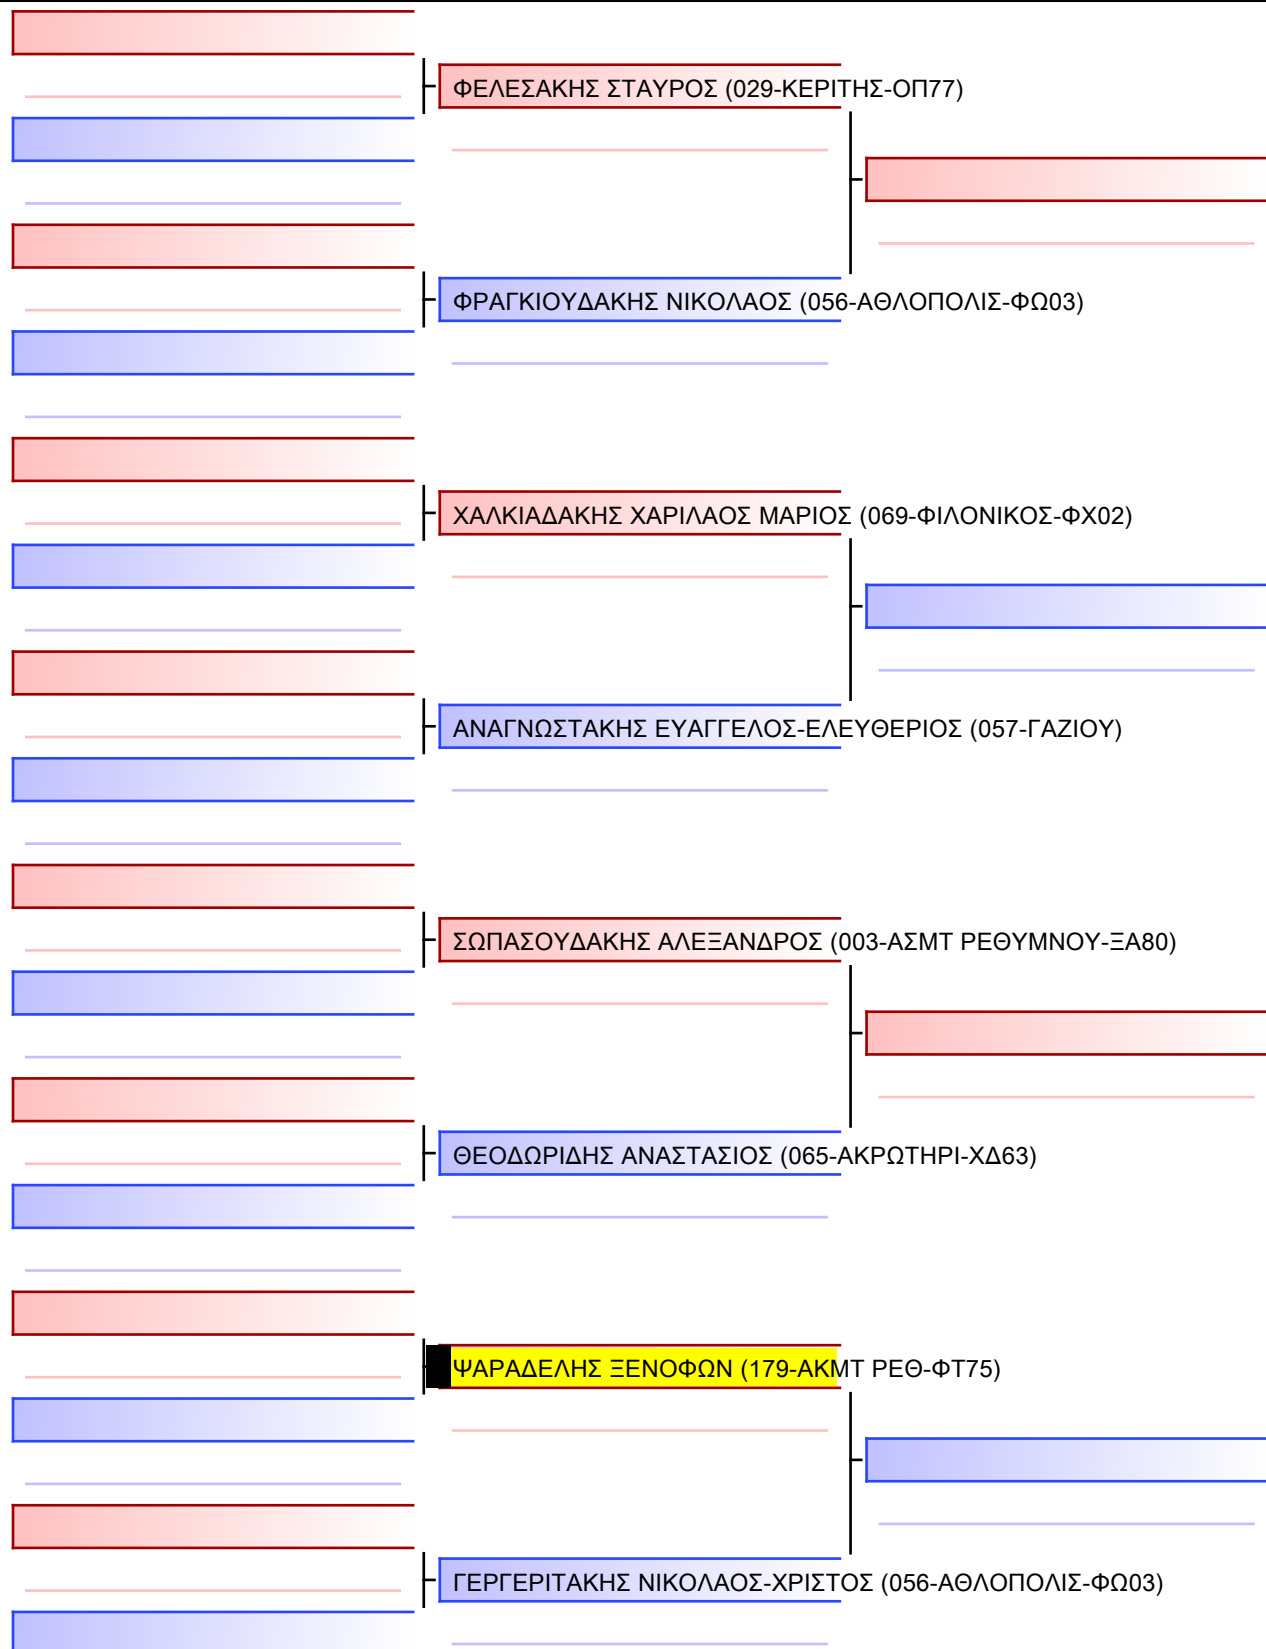 ΦΕΛΕΣΑΚΗΣ ΣΤΑΥΡΟΣ (029-ΚΕΡΙΤΗΣ-ΟΠ77)
ΦΡΑΓΚΙΟΥΔΑΚΗΣ ΝΙΚΟΛΑΟΣ (056-ΑΘΛΟΠΟΛΙΣ-ΦΩ03)
ΧΑΛΚΙΑΔΑΚΗΣ ΧΑΡΙΛΑΟΣ ΜΑΡΙΟΣ (069-ΦΙΛΟΝΙΚΟΣ-ΦΧ02)
ΑΝΑΓΝΩΣΤΑΚΗΣ ΕΥΑΓΓΕΛΟΣ-ΕΛΕΥΘΕΡΙΟΣ (057-ΓΑΖΙΟΥ)
ΣΩΠΑΣΟΥΔΑΚΗΣ ΑΛΕΞΑΝΔΡΟΣ (003-ΑΣΜΤ ΡΕΘΥΜΝΟΥ-ΞΑ80)
ΘΕΟΔΩΡΙΔΗΣ ΑΝΑΣΤΑΣΙΟΣ (065-ΑΚΡΩΤΗΡΙ-ΧΔ63)
ΨΑΡΑΔΕΛΗΣ ΞΕΝΟΦΩΝ (179-ΑΚΜΤ ΡΕΘ-ΦΤ75)
ΓΕΡΓΕΡΙΤΑΚΗΣ ΝΙΚΟΛΑΟΣ-ΧΡΙΣΤΟΣ (056-ΑΘΛΟΠΟΛΙΣ-ΦΩ03)